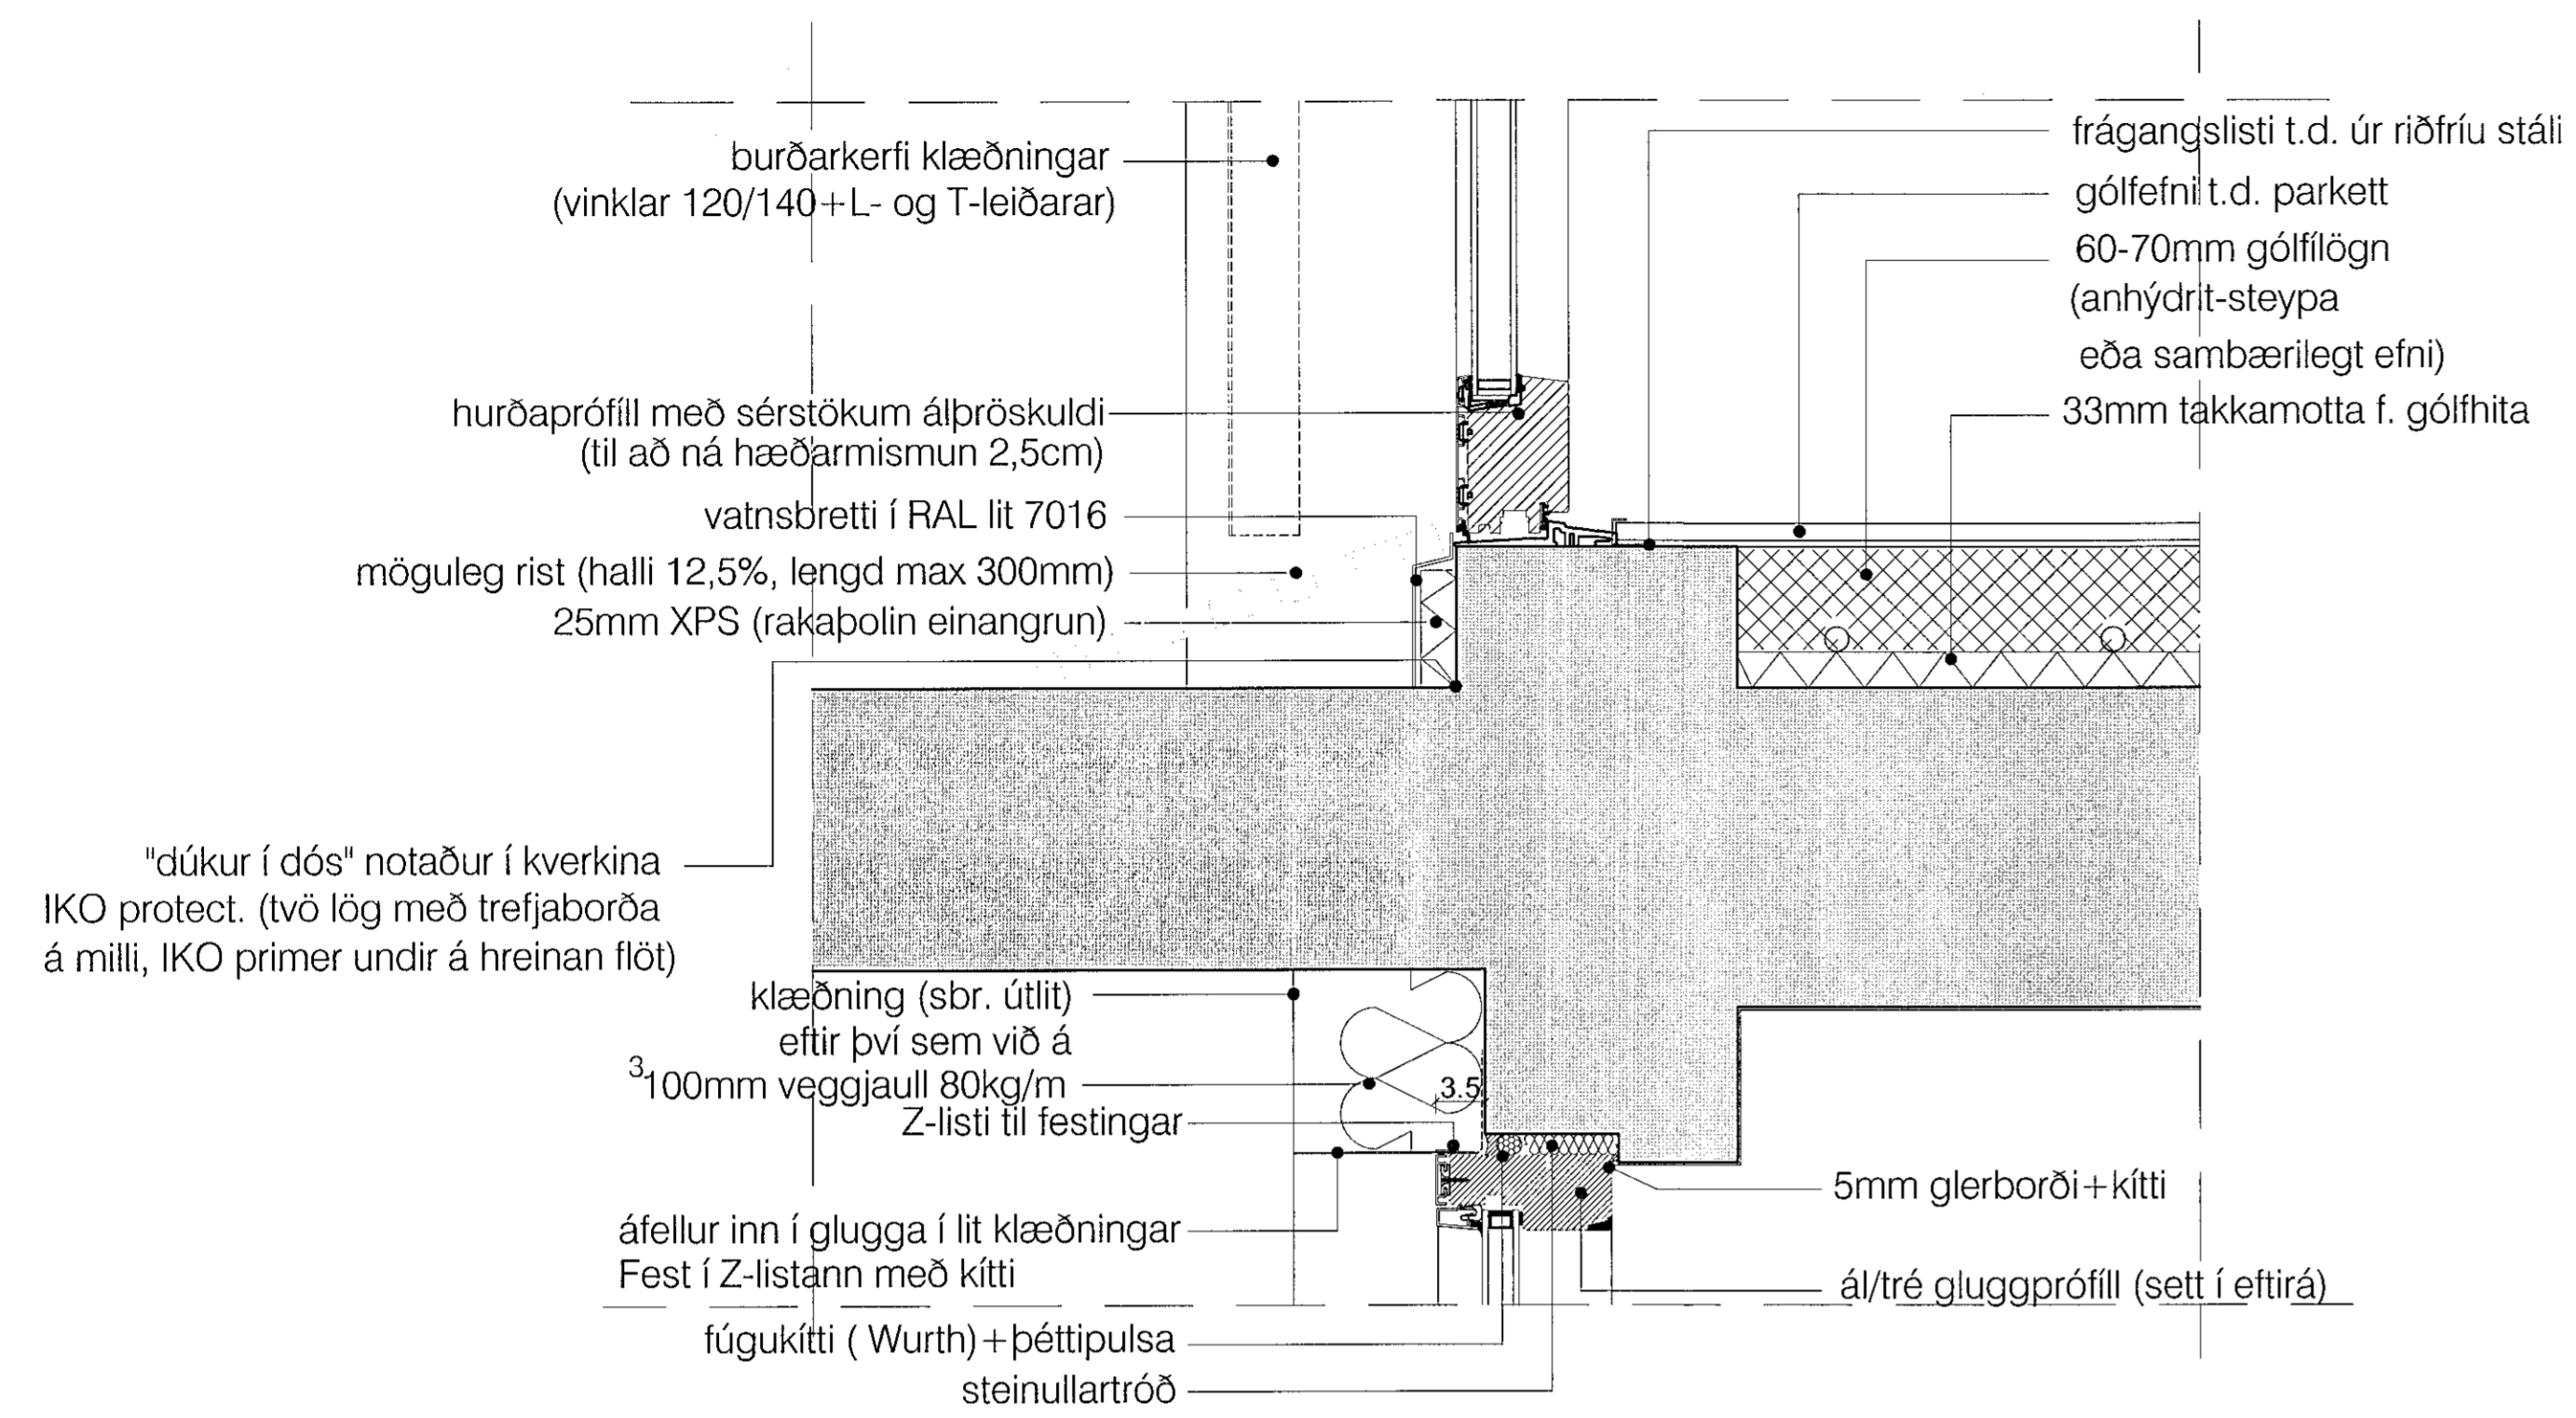 burðarkerfi klæðningar
(vinklar 120/140+L- og T-leiðarar)
hurðaprófíll með sérstökum álþröskuldi
(til að ná hæðarmismun 2,5cm)
vatnsbretti í RAL lit 7016
möguleg rist (halli 12,5%, lengd max 300mm)
25mm XPS (rakaþolin einangrun)
"dúkur í dós" notaður í kverkina
IKO protect. (tvö lög með trefjaborða
á milli, IKO primer undir á hreinan flöt)
klæðning (sbr. útlit)
eftir því sem við á
3
100mm veggjaull 80kg/m
Z-listi til festingar
áfellur inn í glugga í lit klæðningar
Fest í Z-listann með kítti
fúgukítti ( Wurth)+þéttipulsa
steinullartróð
3.5
frágangslisti t.d. úr riðfríu stáli
gólfefni t.d. parkett
60-70mm gólfílögn
(anhýdrít-steypa
eða sambærilegt efni)
33mm takkamotta f. gólfhita
5mm glerborði+kítti
ál/tré gluggprófíll (sett í eftirá)